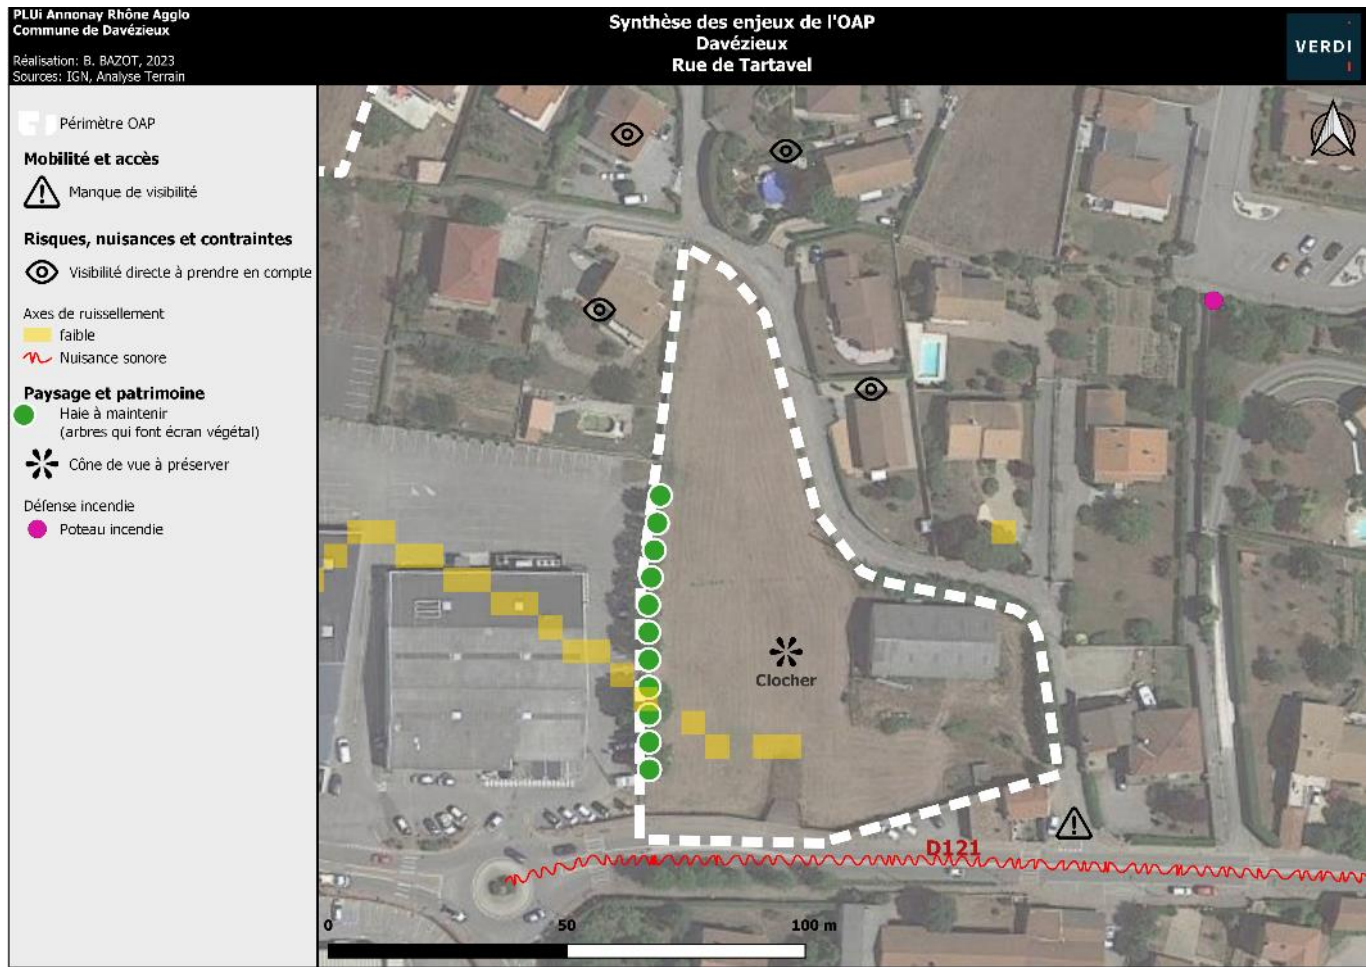 PLUi Annonay Rhône Agglo
Commune de Davézieux
Réalisation: B. BAZOT, 2023
Sources: IGN, Analyse Terrain
Synthèse des enjeux de l'OAP
Davézieux
Rue de Tartavel
VERDI
Périmètre OAP
Mobilité et accès
Manque de visibilité
Risques, nuisances et contraintes
Visibilité directe à prendre en compte
Axes de ruissellement
faible
Nuisance sonore
Paysage et patrimoine
Haie à maintenir
(arbres qui font écran végétal)
Cône de vue à préserver
Défense incendie
Poteau incendie
Clocher
D121
0 50 100 m